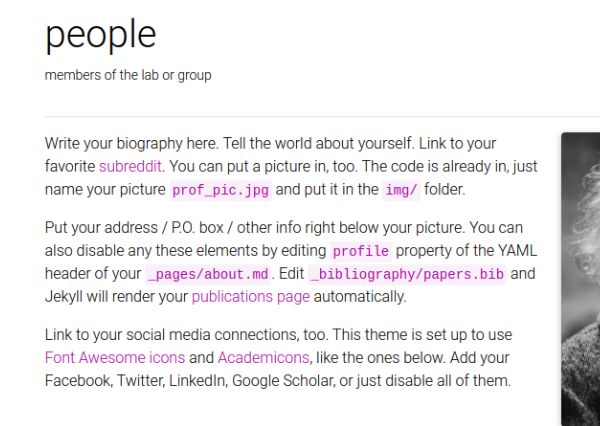 people
members of the lab or group
Write your biography here. Tell the world about yourself. Link to your
favorite subreddit. You can put a picture in, too. The code is already in, just
name your picture prof_pic.jpg and put it in the img/ folder.
Put your address / P.O. box / other info right below your picture. You can
also disable any these elements by editing profile property of the YAML
header of your _pages/about.md. Edit _bibliography/papers.bib and
Jekyll will render your publications page automatically.
Link to your social media connections, too. This theme is set up to use
Font Awesome icons and Academicons, like the ones below. Add your
Facebook, Twitter, LinkedIn, Google Scholar, or just disable all of them.